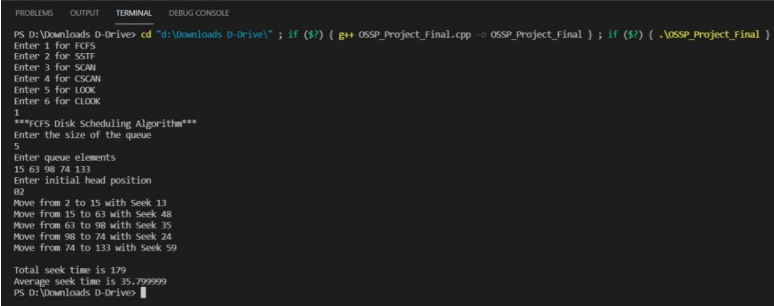 PROBLEMS OUTPUT TERMINAL DEBUG CONSOLE
PS D:\Downloads D-Drive> cd "d:\Downloads D-Drive\" ; if ($?) { g++ OSSP_Project_Final.cpp -o OSSP_Project_Final } ; if ($?) { .\OSSP_Project_Final }
Enter 1 for FCFS
Enter 2 for SSTF
Enter 3 for SCAN
Enter 4 for CSCAN
Enter 5 for LOOK
Enter 6 for CLOOK
1
***FCFS Disk Scheduling Algorithm***
Enter the size of the queue
5
Enter queue elements
15 63 98 74 133
Enter initial head position
02
Move from 2 to 15 with Seek 13
Move from 15 to 63 with Seek 48
Move from 63 to 98 with Seek 35
Move from 98 to 74 with Seek 24
Move from 74 to 133 with Seek 59
Total seek time is 179
Average seek time is 35.799999
PS D:\Downloads D-Drive>